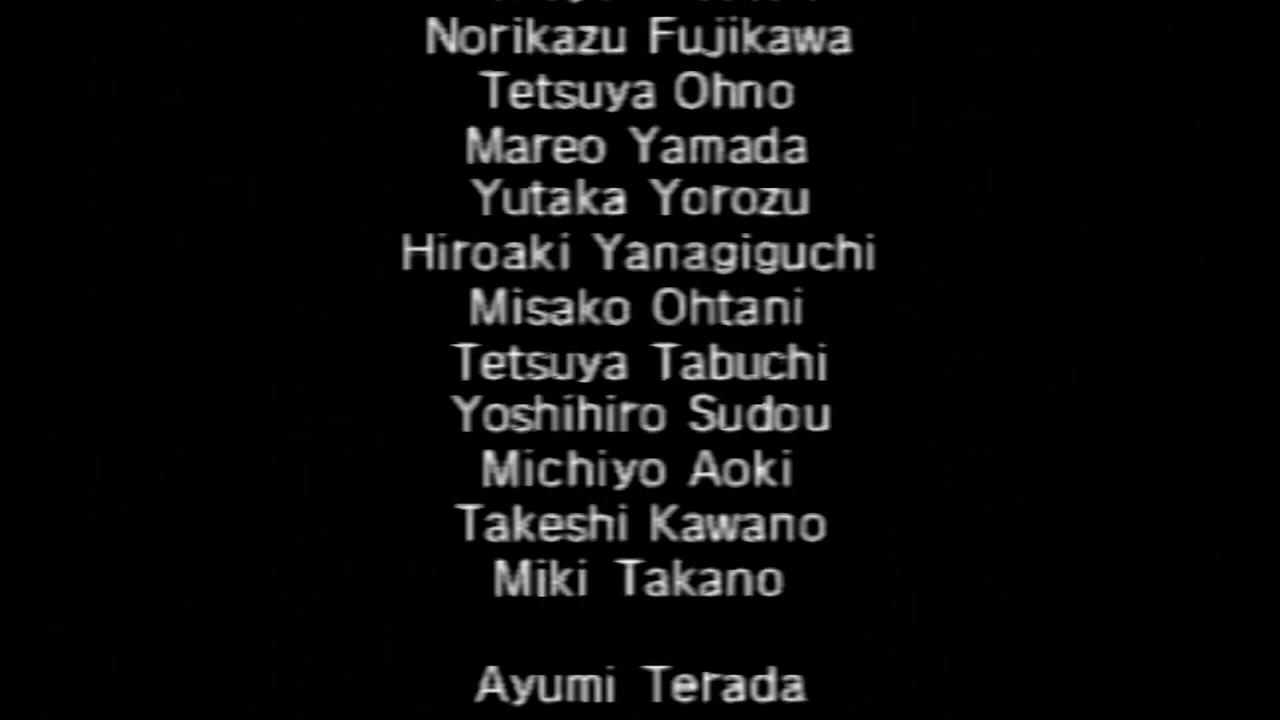 Norikazu Fujikawa
Tetsuya Ohno
Mareo Yamada
Yutaka Yorozu
Hiroaki Yanagiguchi
Misako Ohtani
Tetsuya Tabuchi
Yoshihiro Sudou
Michiyo Aoki
Takeshi Kawano
Miki Takano
Ayumi Terada